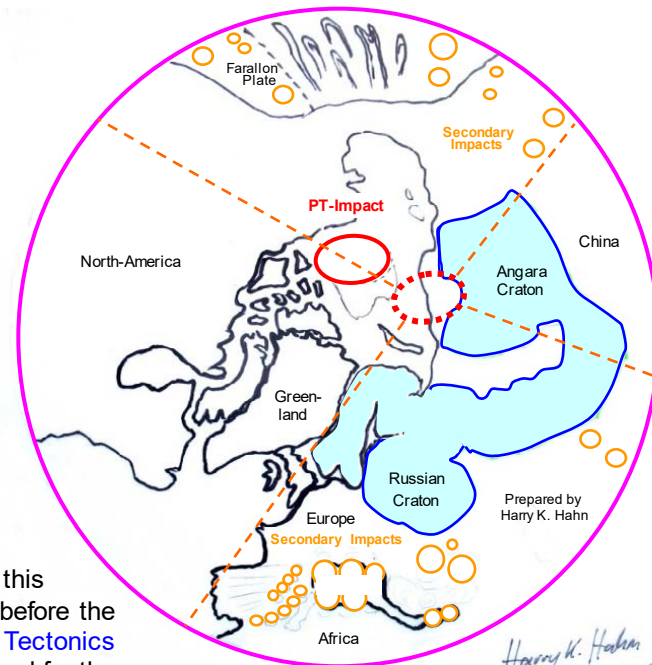 Farallon
Plate
Secondary
Impacts
PT-Impact
China
North-America
Angara
Craton
Green-
land
Russian
Craton
Prepared by
Harry K. Hahn
Europe
Secondary Impacts
this
before the
Tectonics
Africa
Harry K. Hahn